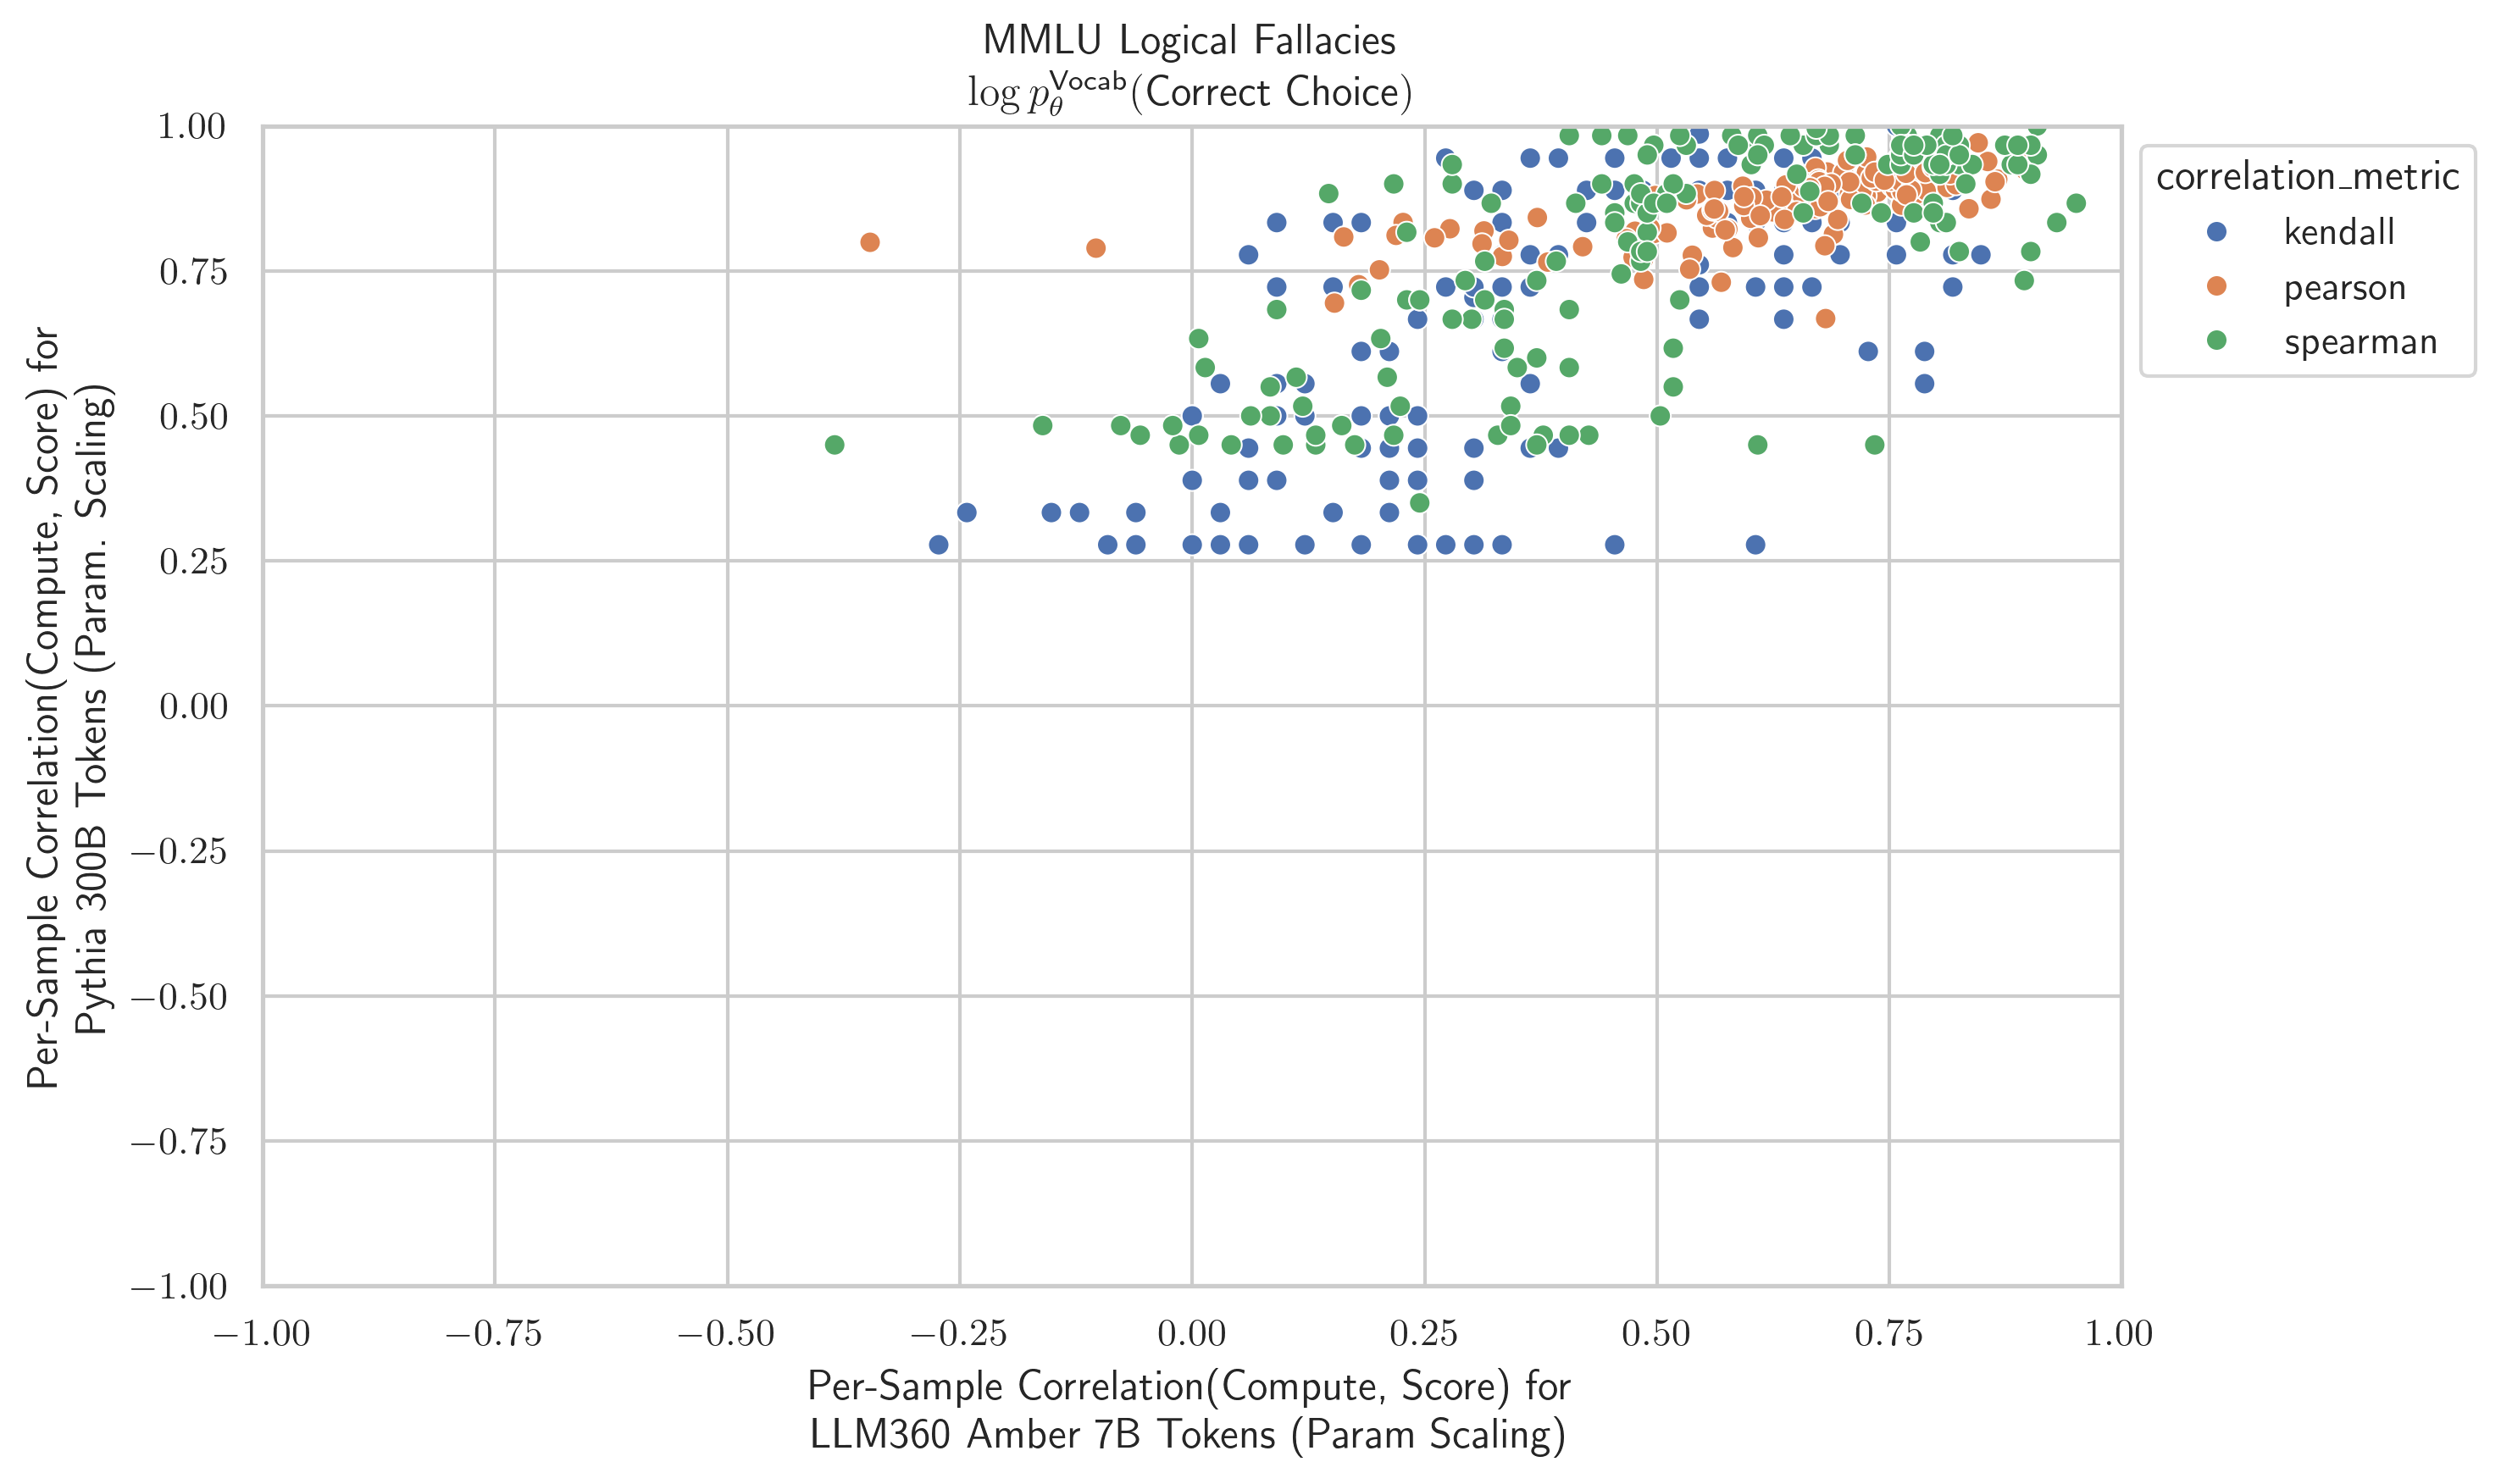 MMLU Logical Fallacies
log p_θ^Vocab(Correct Choice)
1.00
0.75
0.50
0.25
0.00
−0.25
−0.50
−0.75
−1.00
Per-Sample Correlation(Compute, Score) for
Pythia 300B Tokens (Param. Scaling)
−1.00
−0.75
−0.50
−0.25
0.00
0.25
0.50
0.75
1.00
Per-Sample Correlation(Compute, Score) for
LLM360 Amber 7B Tokens (Param Scaling)
correlation_metric
kendall
pearson
spearman